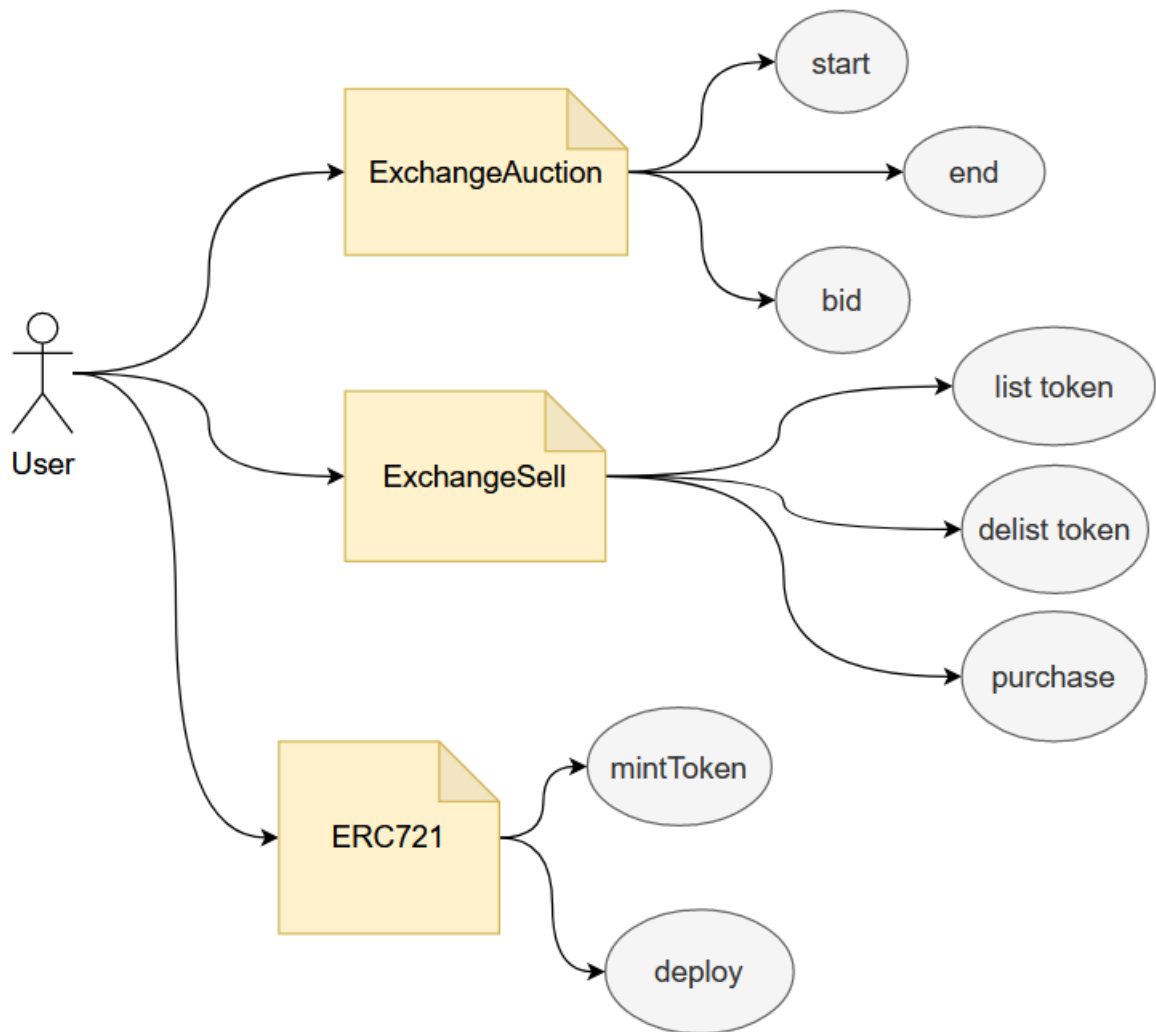 start
ExchangeAuction
end
bid
User
list token
ExchangeSell
delist token
purchase
mintToken
ERC721
deploy